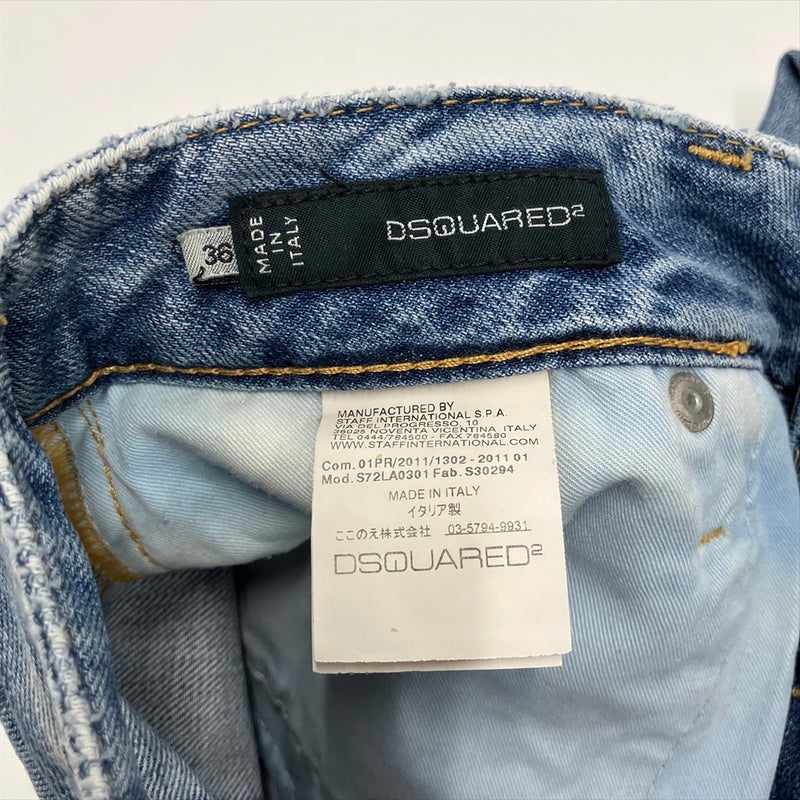 36
MADE
IN
ITALY
DSQUARED2
MANUFACTURED BY
STAFF INTERNATIONAL S.P.A.
VIA DEL PROGRESSO, 10
36025 NOVENTA VICENTINA, ITALY
TEL 0444/784500 - FAX 784580
WWW.STAFFINTERNATIONAL.COM
Com. 01PR/2011/1302 - 2011 01
Mod. S72LA0301 Fab. S30294
MADE IN ITALY
イタリア製
ここのえ株式会社 03-5794-9931
DSQUARED2